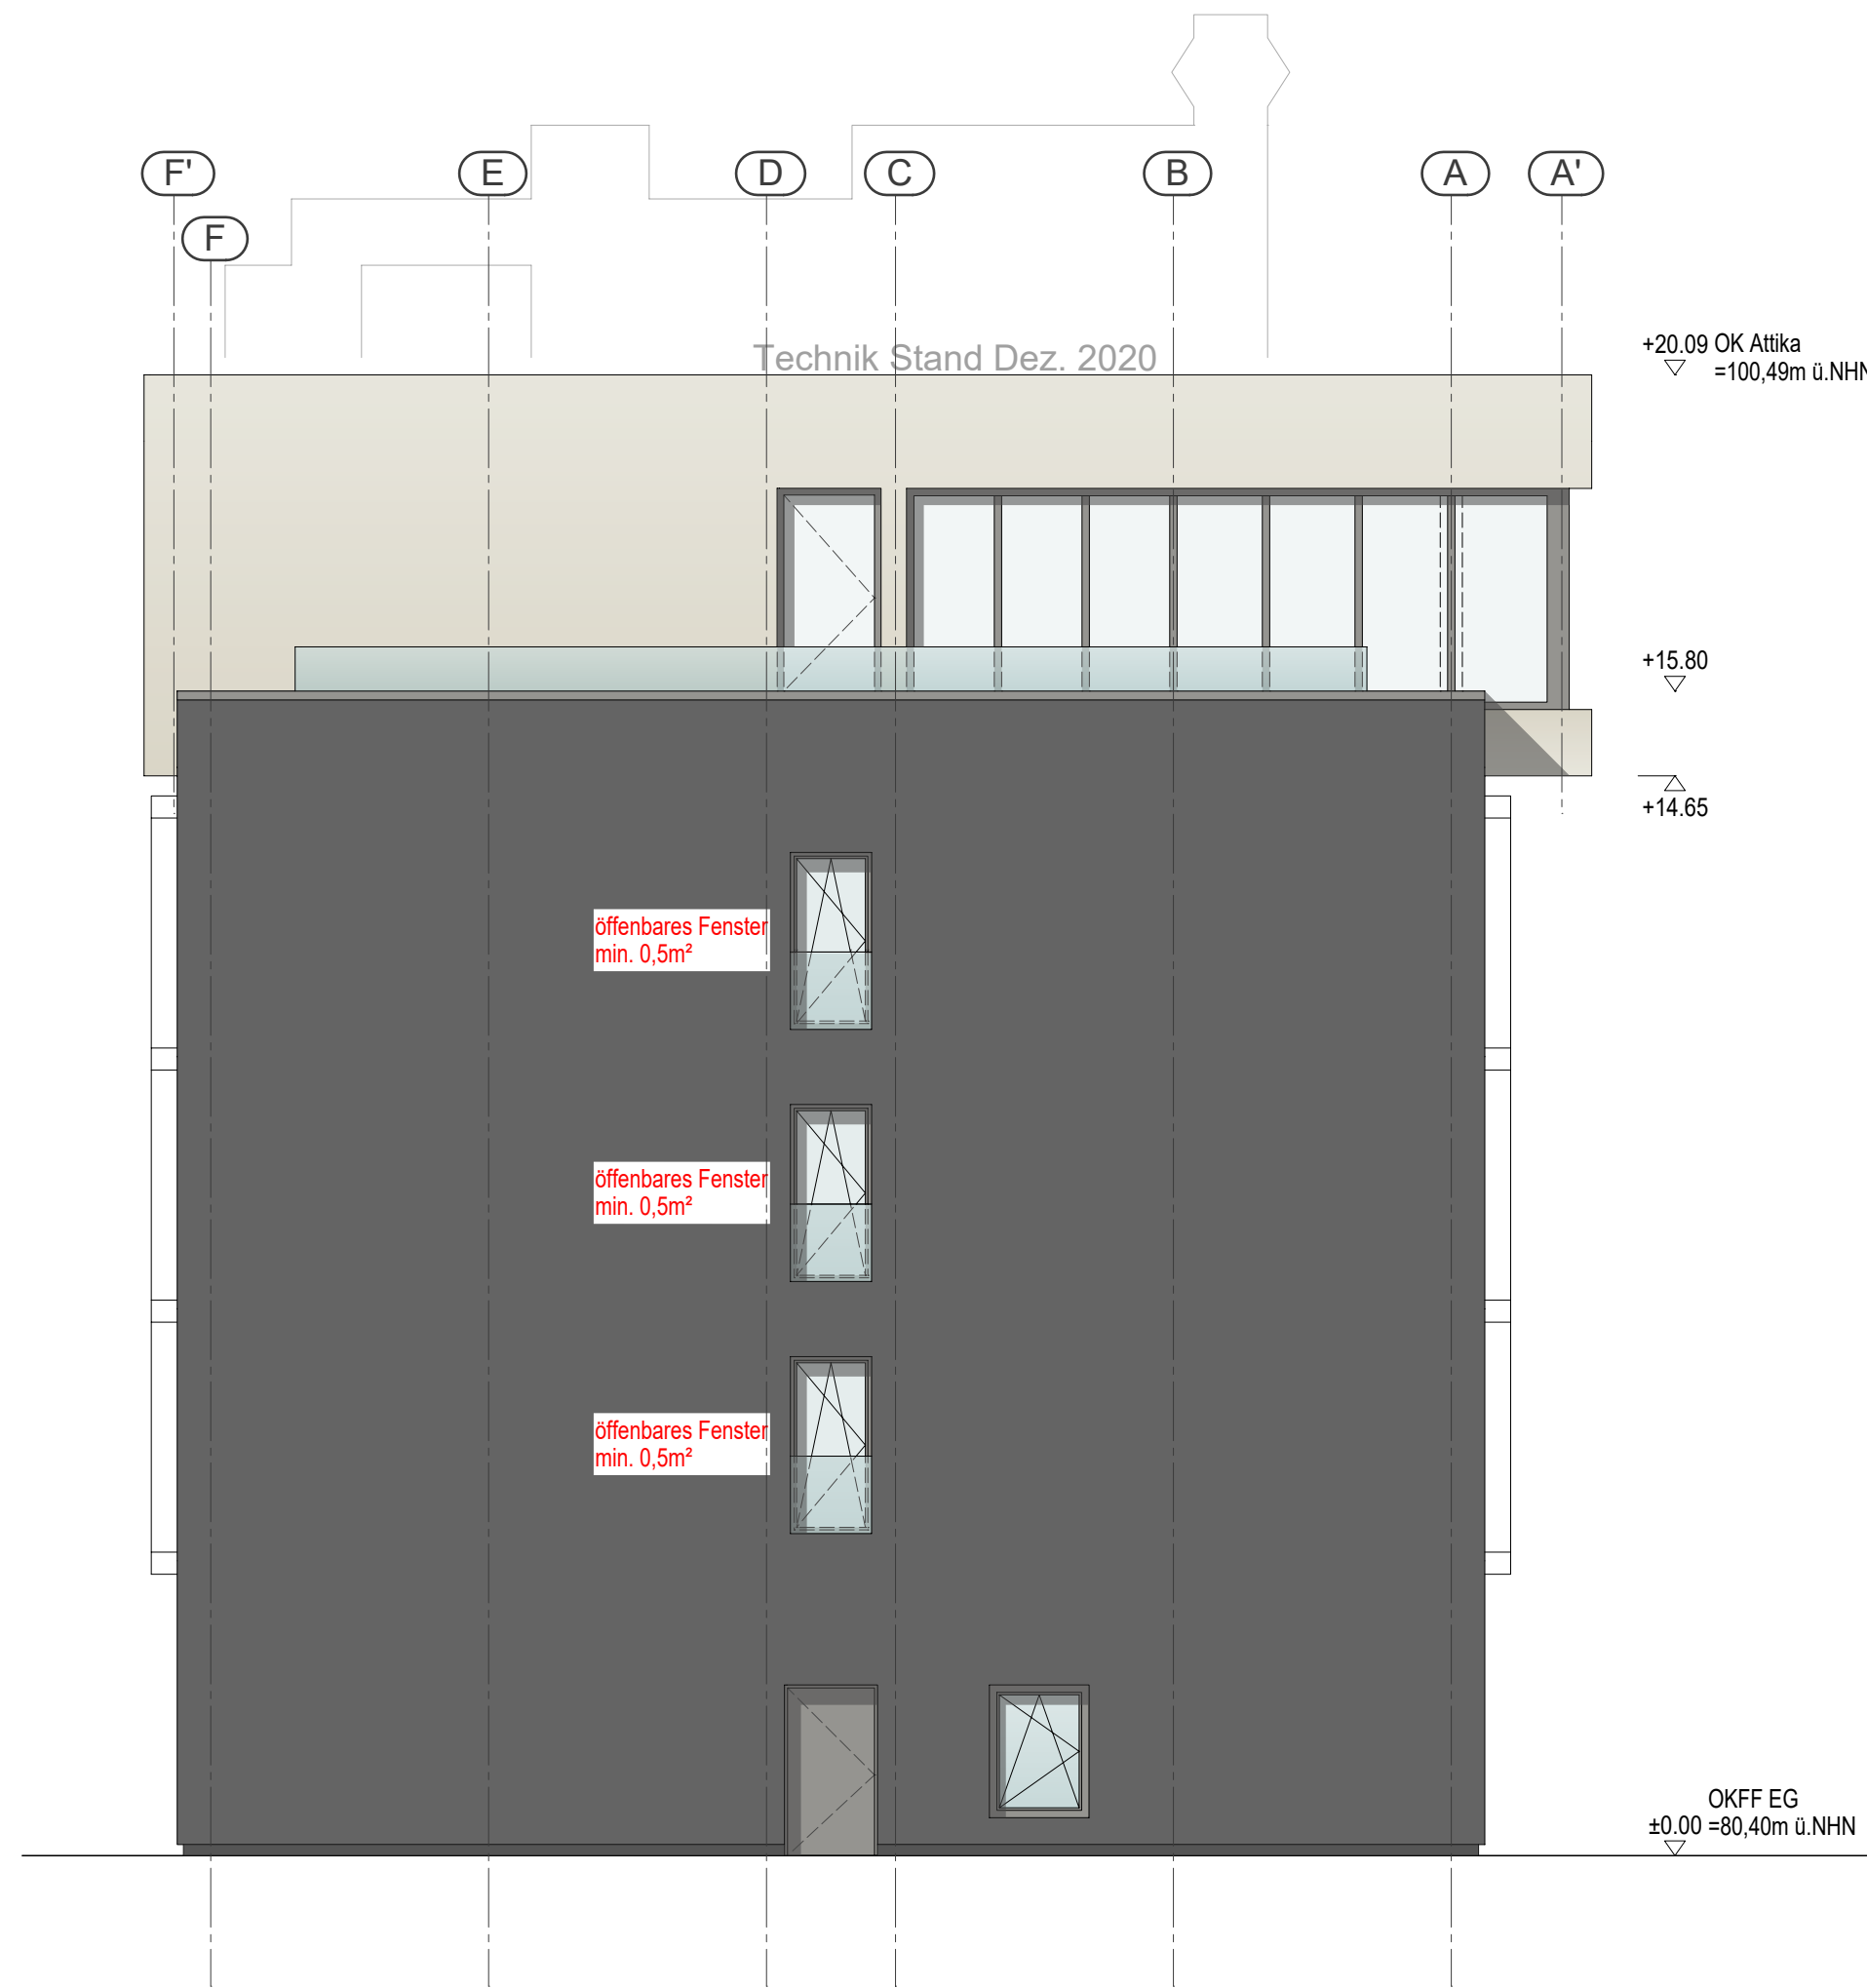 F'
E
D
C
B
A
A'
F
Technik Stand Dez. 2020
+20.09 OK Attika
=100,49m ü.NHN
+15.80
+14.65
öffenbares Fenster
min. 0,5m²
öffenbares Fenster
min. 0,5m²
öffenbares Fenster
min. 0,5m²
OKFF EG
±0.00 =80,40m ü.NHN